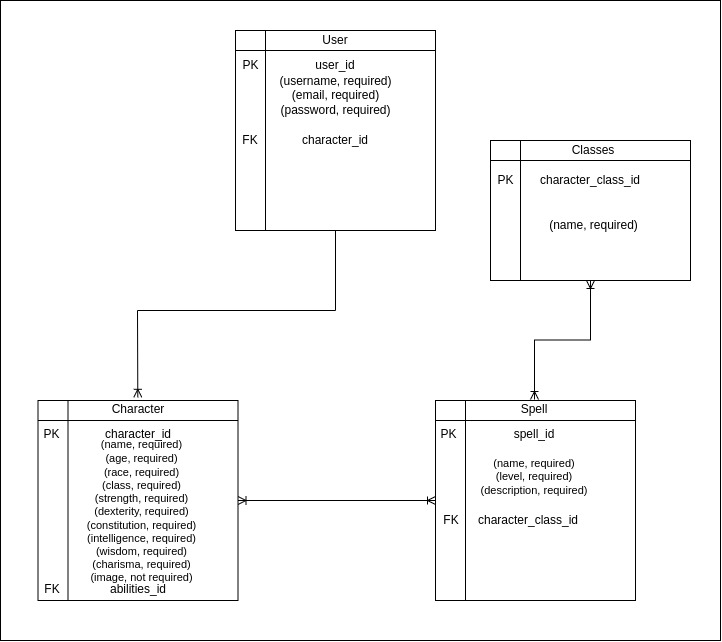 User
PK user_id
(username, required)
(email, required)
(password, required)
FK character_id
Classes
PK character_class_id
(name, required)
Character
PK character_id
(name, required)
(age, required)
(race, required)
(class, required)
(strength, required)
(dexterity, required)
(constitution, required)
(intelligence, required)
(wisdom, required)
(charisma, required)
(image, not required)
FK abilities_id
Spell
PK spell_id
(name, required)
(level, required)
(description, required)
FK character_class_id